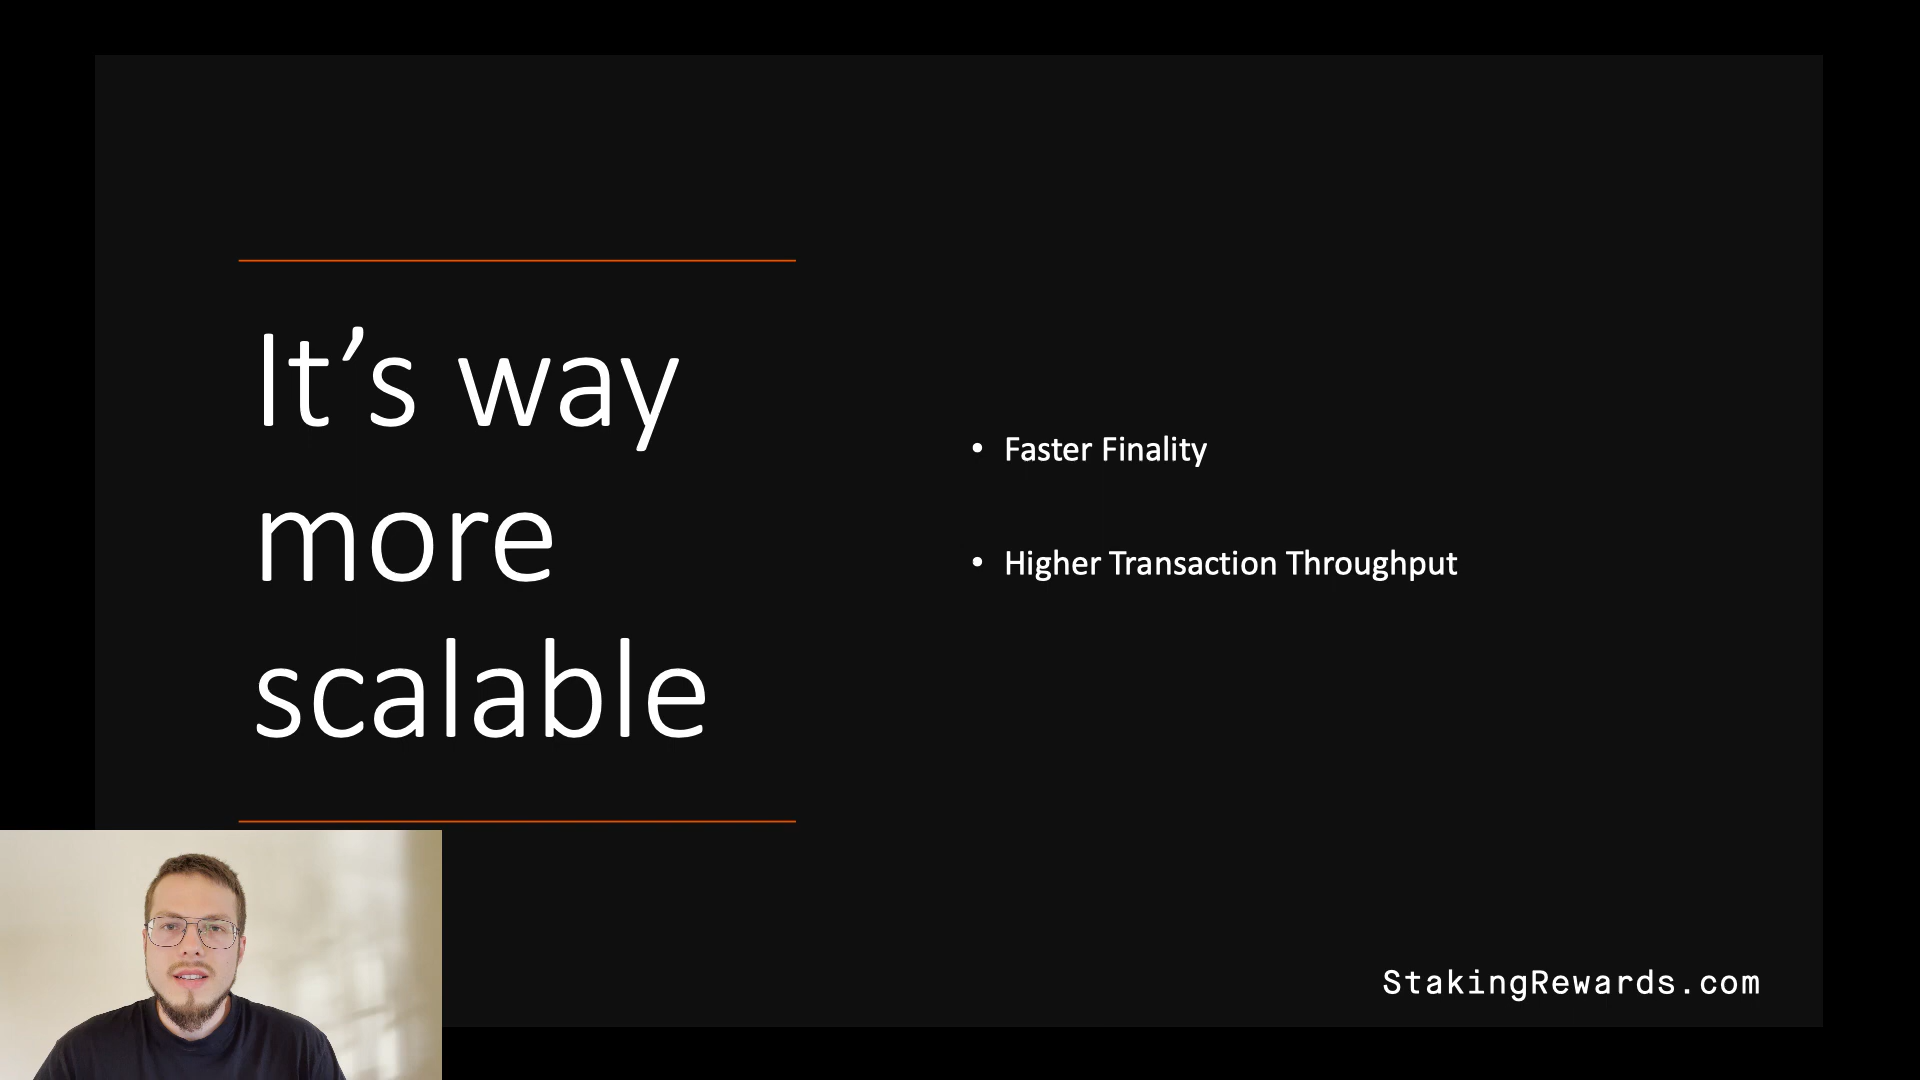 It’s way
more
scalable
• Faster Finality
• Higher Transaction Throughput
StakingRewards.com